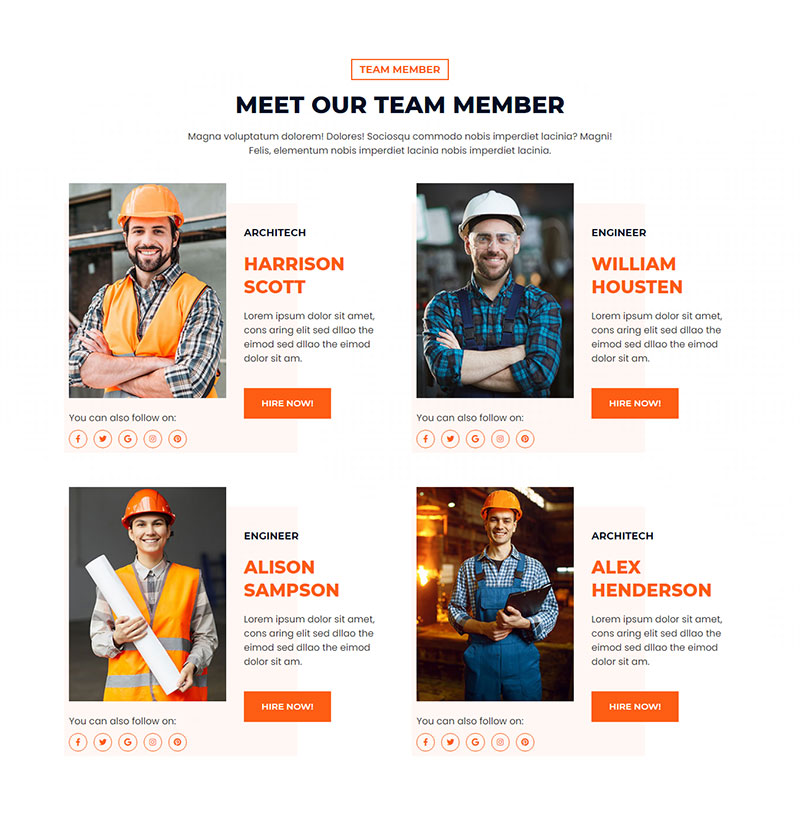 TEAM MEMBER
MEET OUR TEAM MEMBER
Magna voluptatum dolorem! Dolores! Sociosqu commodo nobis imperdiet lacinia? Magni!
Felis, elementum nobis imperdiet lacinia nobis imperdiet lacinia.
ARCHITECH
HARRISON
SCOTT
Lorem ipsum dolor sit amet,
cons aring elit sed dllao the
eimod sed dllao the eimod
dolor sit am.
HIRE NOW!
You can also follow on:
ENGINEER
WILLIAM
HOUSTEN
Lorem ipsum dolor sit amet,
cons aring elit sed dllao the
eimod sed dllao the eimod
dolor sit am.
HIRE NOW!
You can also follow on:
ENGINEER
ALISON
SAMPSON
Lorem ipsum dolor sit amet,
cons aring elit sed dllao the
eimod sed dllao the eimod
dolor sit am.
HIRE NOW!
You can also follow on:
ARCHITECH
ALEX
HENDERSON
Lorem ipsum dolor sit amet,
cons aring elit sed dllao the
eimod sed dllao the eimod
dolor sit am.
HIRE NOW!
You can also follow on: